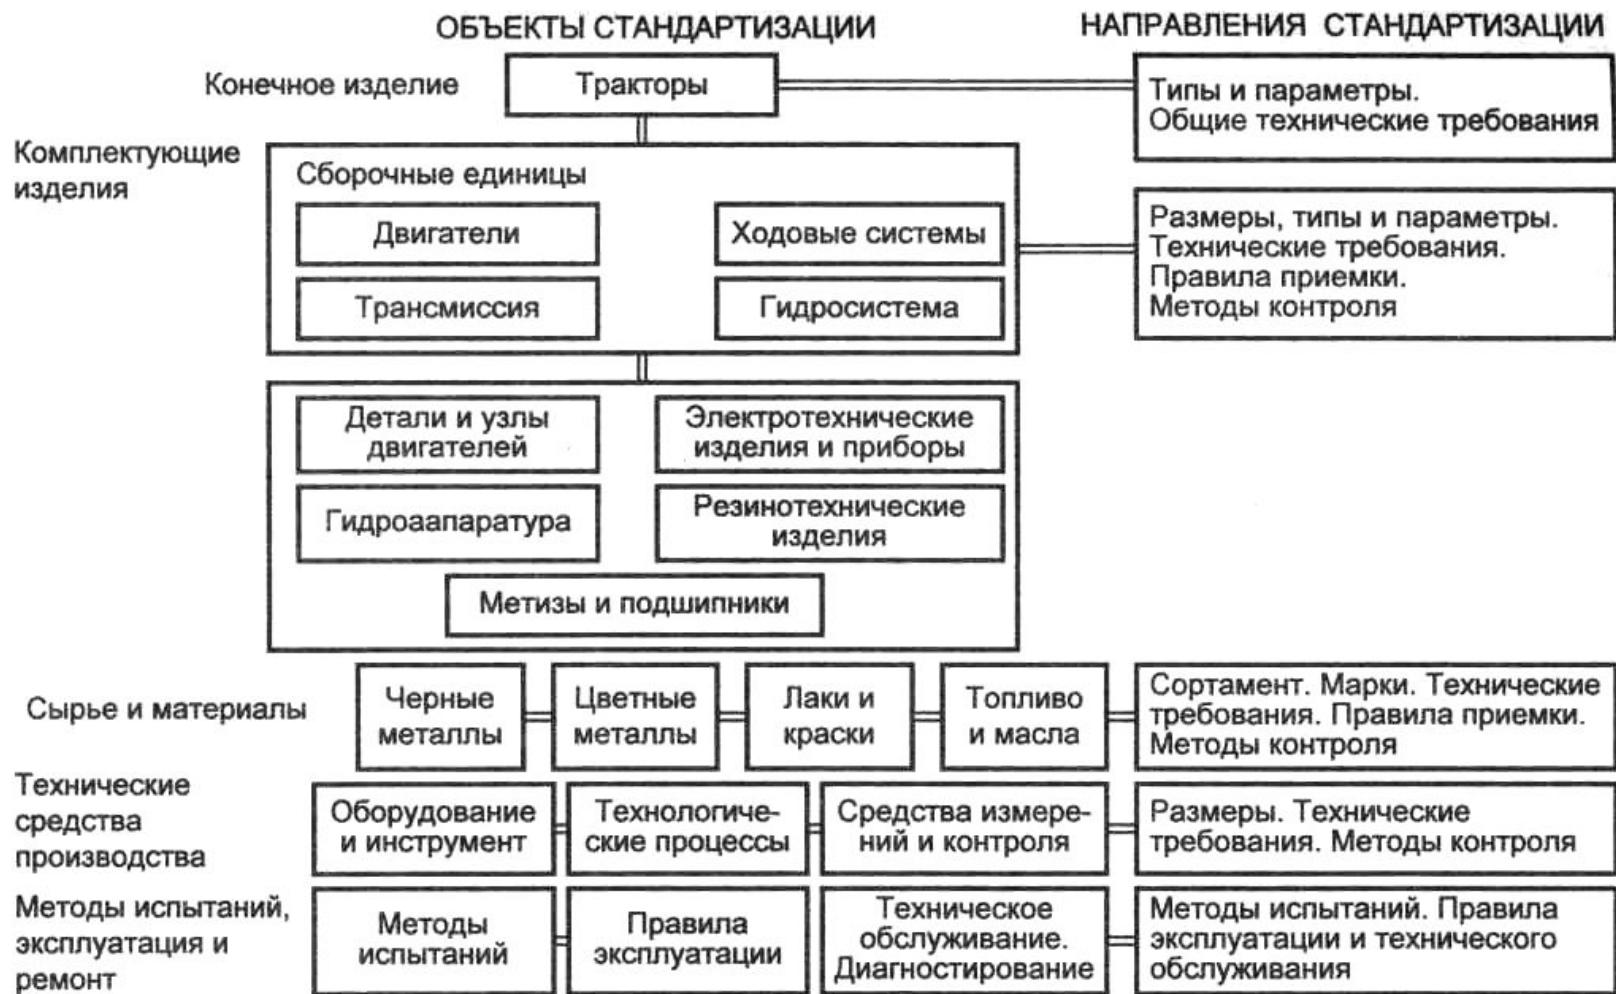 ОБЪЕКТЫ СТАНДАРТИЗАЦИИ
НАПРАВЛЕНИЯ СТАНДАРТИЗАЦИИ
Конечное изделие
Тракторы
Типы и параметры.
Общие технические требования
Комплектующие
изделия
Сборочные единицы
Двигатели
Ходовые системы
Трансмиссия
Гидросистема
Размеры, типы и параметры.
Технические требования.
Правила приемки.
Методы контроля
Детали и узлы
двигателей
Электротехнические
изделия и приборы
Гидроаапаратура
Резинотехнические
изделия
Метизы и подшипники
Сырье и материалы
Черные
металлы
Цветные
металлы
Лаки и
краски
Топливо
и масла
Сортамент. Марки. Технические
требования. Правила приемки.
Методы контроля
Технические
средства
производства
Оборудование
и инструмент
Технологиче-
ские процессы
Средства измере-
ний и контроля
Размеры. Технические
требования. Методы контроля
Методы испытаний,
эксплуатация и
ремонт
Методы
испытаний
Правила
эксплуатации
Техническое
обслуживание.
Диагностирование
Методы испытаний. Правила
эксплуатации и технического
обслуживания